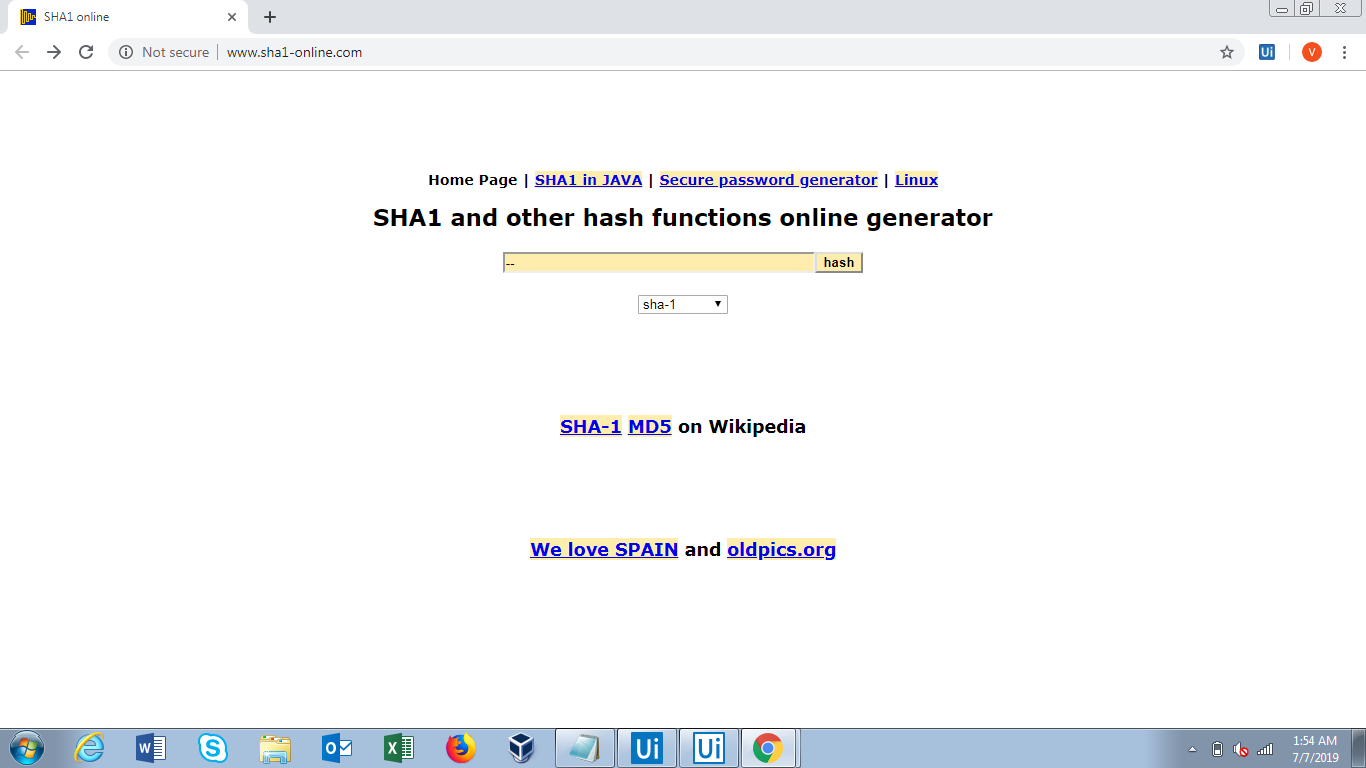 SHA1 online
Not secure | www.sha1-online.com
Ui
V
Home Page | SHA1 in JAVA | Secure password generator | Linux
SHA1 and other hash functions online generator
-- hash
sha-1
SHA-1 MD5 on Wikipedia
We love SPAIN and oldpics.org
Ui Ui
1:54 AM
7/7/2019